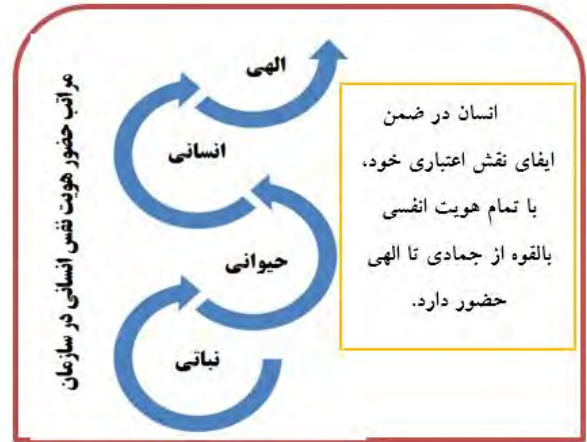 مراتب حضور هویت نفس انسانی در سازمان
الهی
انسانی
حیوانی
نباتی
انسان در ضمن
ایفای نقش اعتباری خود،
با تمام هویت انفسی
بالقوه از جمادی تا الهی
حضور دارد.